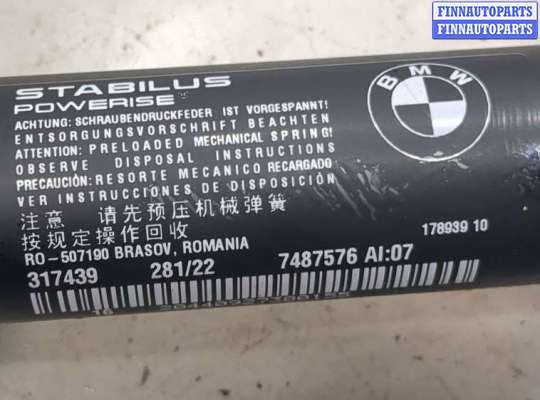 FINNAUTOPARTS
FINNAUTOPARTS
STABILUS
POWERISE
BMW
ACHTUNG: SCHRAUBENDRUCKFEDER IST VORGESPANNT!
ENTSORGUNGSVORSCHRIFT BEACHTEN
ATTENTION: PRELOADED MECHANICAL SPRING!
OBSERVE DISPOSAL INSTRUCTIONS
PRECAUCIÓN: RESORTE MECANICO RECARGADO
VER INSTRUCCIONES DE DISPOSICIÓN
注意 请先预压机械弹簧
按规定操作回收
178939 10
RO-507190 BRASOV, ROMANIA
317439 281/22 7487576 AI:07